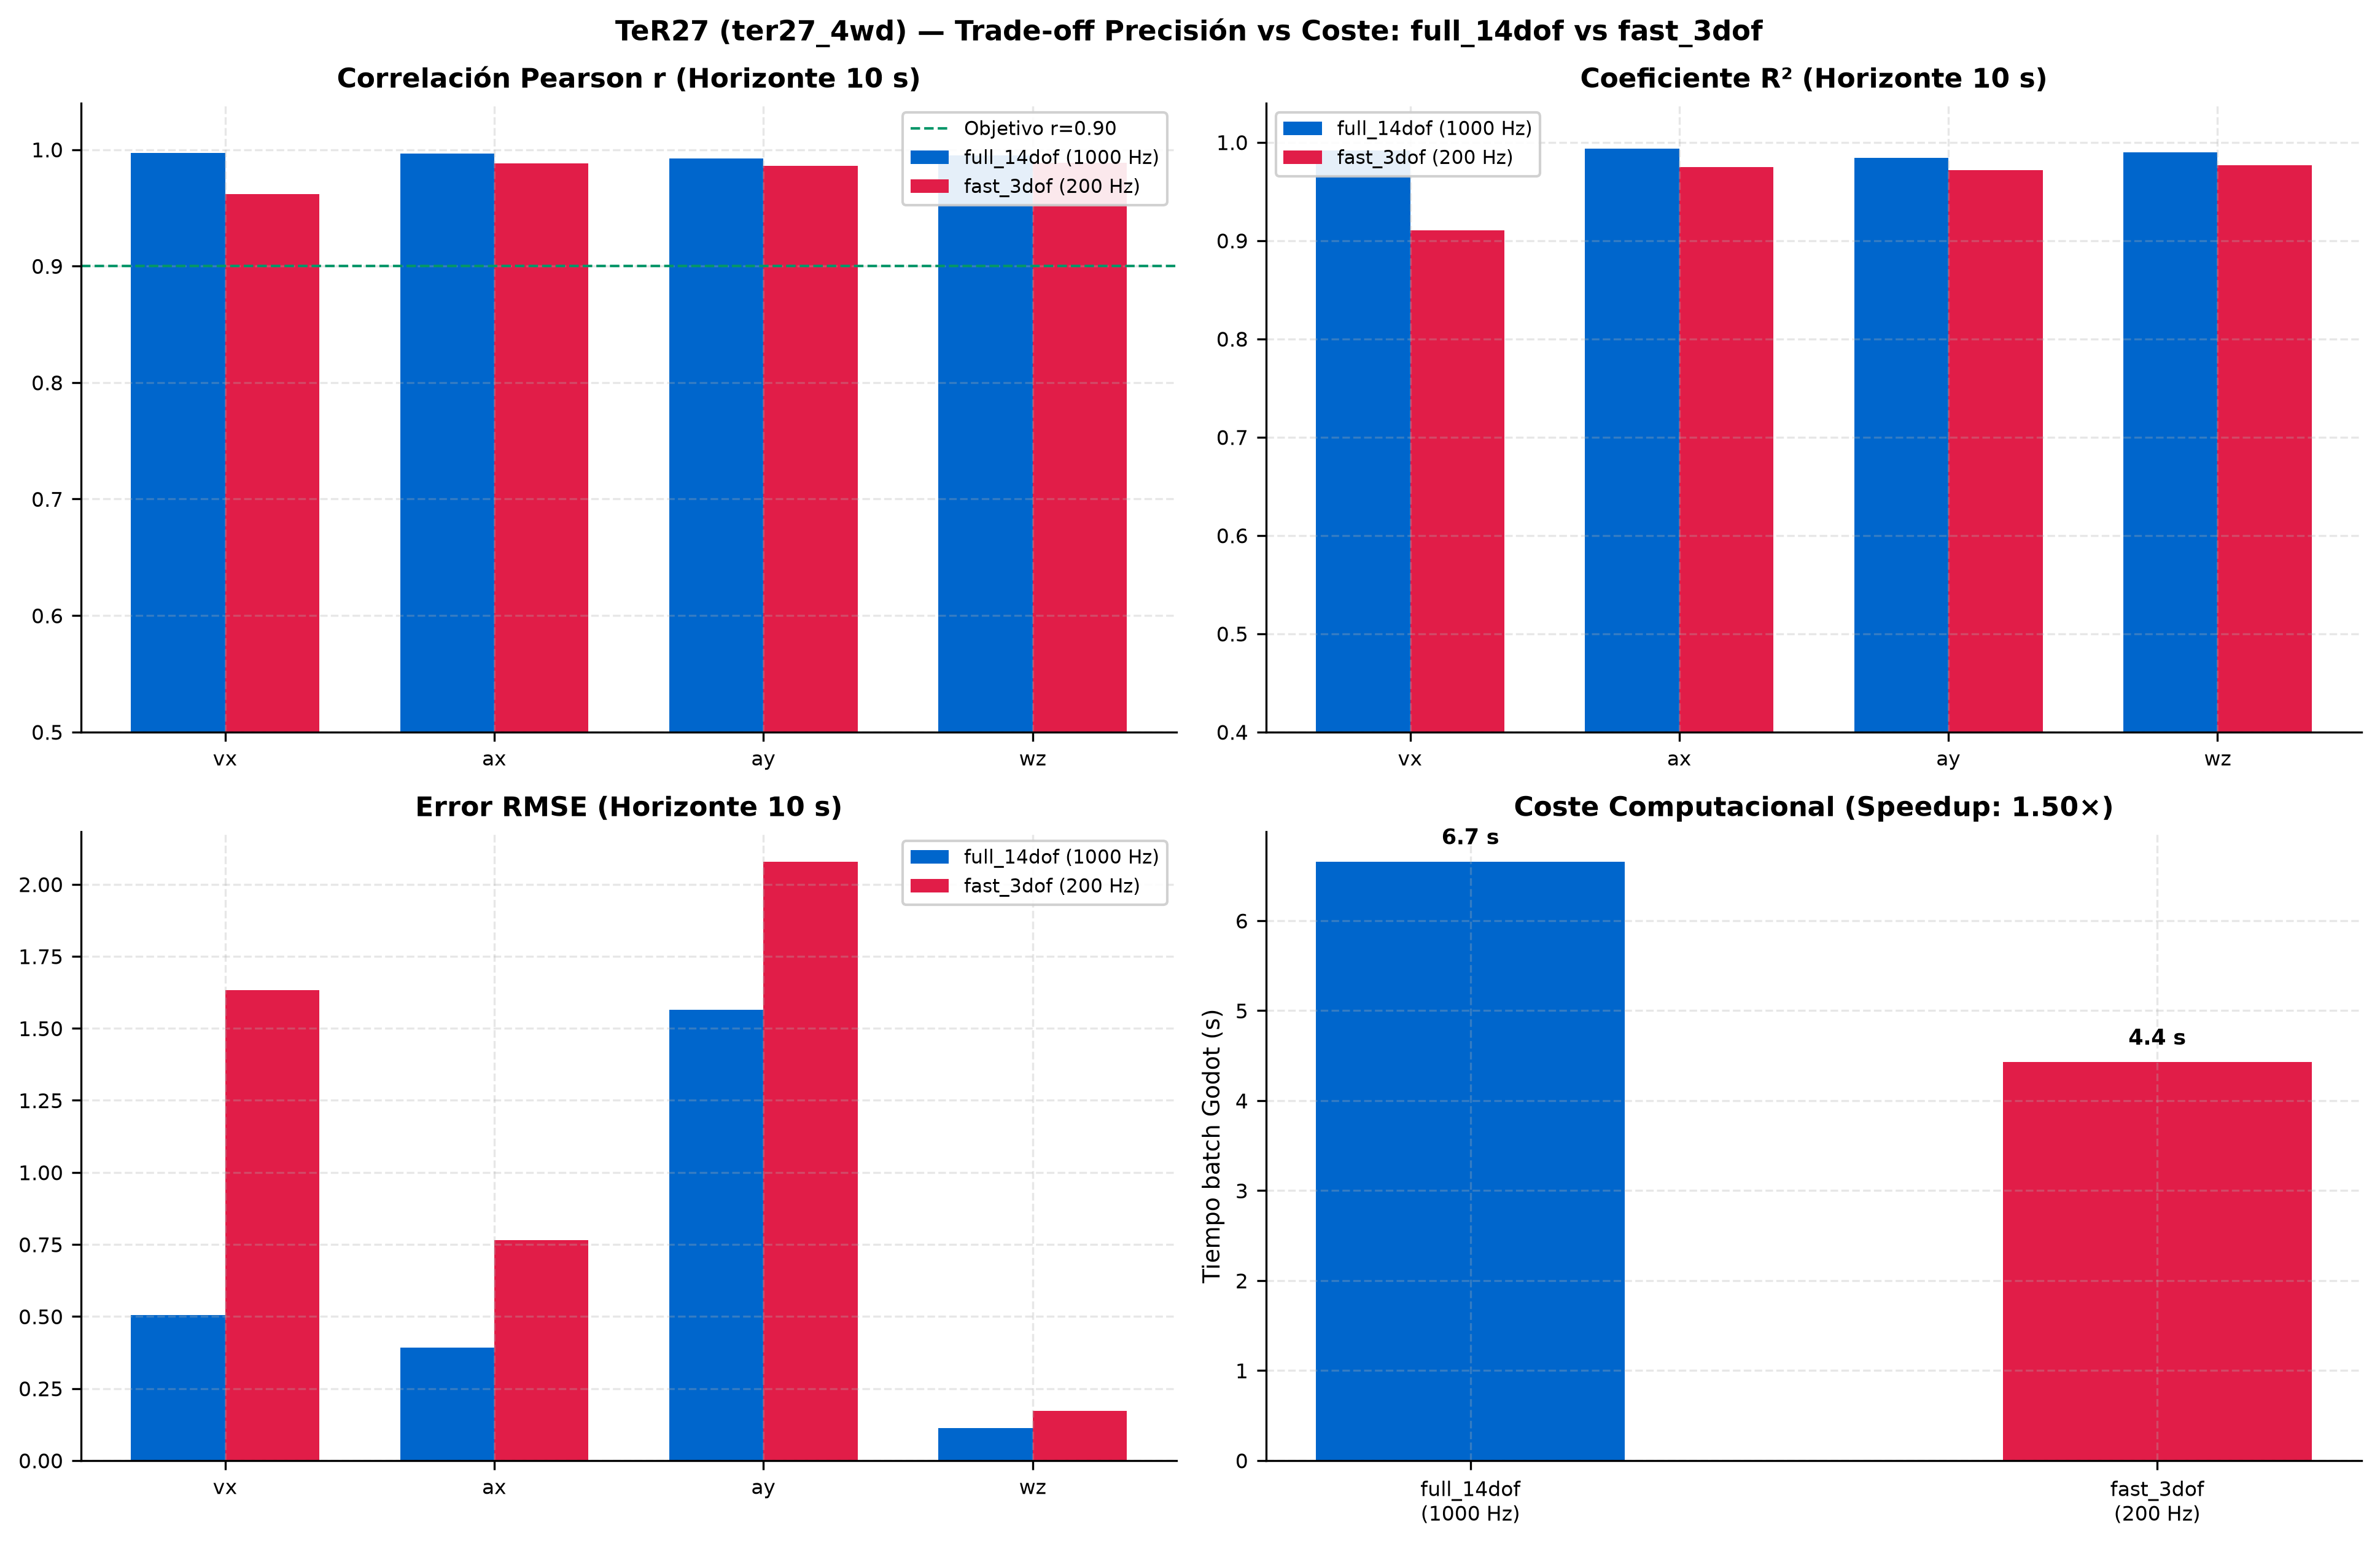 TeR27 (ter27_4wd) — Trade-off Precisión vs Coste: full_14dof vs fast_3dof
Correlación Pearson r (Horizonte 10 s)
Objetivo r=0.90
full_14dof (1000 Hz)
fast_3dof (200 Hz)
1.0
0.9
0.8
0.7
0.6
0.5
vx
ax
ay
wz
Coeficiente R² (Horizonte 10 s)
full_14dof (1000 Hz)
fast_3dof (200 Hz)
1.0
0.9
0.8
0.7
0.6
0.5
0.4
vx
ax
ay
wz
Error RMSE (Horizonte 10 s)
full_14dof (1000 Hz)
fast_3dof (200 Hz)
2.00
1.75
1.50
1.25
1.00
0.75
0.50
0.25
0.00
vx
ax
ay
wz
Coste Computacional (Speedup: 1.50×)
6.7 s
4.4 s
Tiempo batch Godot (s)
6
5
4
3
2
1
0
full_14dof
(1000 Hz)
fast_3dof
(200 Hz)